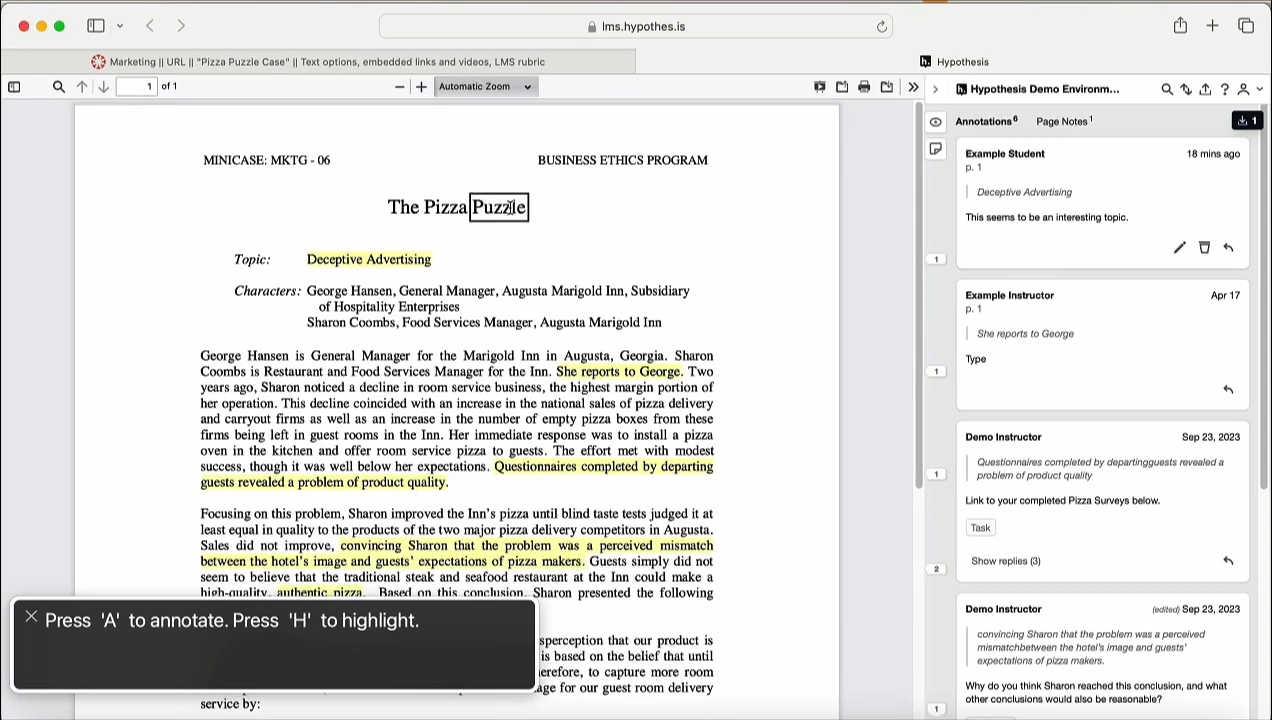 lms.hypothes.is
Marketing || URL || "Pizza Puzzle Case" || Text options, embedded links and videos, LMS rubric
Hypothesis
1 of 1
Automatic Zoom
Hypothesis Demo Environm...
MINICASE: MKTG - 06 BUSINESS ETHICS PROGRAM
The Pizza Puzzle
Topic: Deceptive Advertising
Characters: George Hansen, General Manager, Augusta Marigold Inn, Subsidiary
of Hospitality Enterprises
Sharon Coombs, Food Services Manager, Augusta Marigold Inn
George Hansen is General Manager for the Marigold Inn in Augusta, Georgia. Sharon
Coombs is Restaurant and Food Services Manager for the Inn. She reports to George. Two
years ago, Sharon noticed a decline in room service business, the highest margin portion of
her operation. This decline coincided with an increase in the national sales of pizza delivery
and carryout firms as well as an increase in the number of empty pizza boxes from these
firms being left in guest rooms in the Inn. Her immediate response was to install a pizza
oven in the kitchen and offer room service pizza to guests. The effort met with modest
success, though it was well below her expectations. Questionnaires completed by departing
guests revealed a problem of product quality.
Focusing on this problem, Sharon improved the Inn's pizza until blind taste tests judged it at
least equal in quality to the products of the two major pizza delivery competitors in Augusta.
Sales did not improve, convincing Sharon that the problem was a perceived mismatch
between the hotel's image and guests' expectations of pizza makers. Guests simply did not
seem to believe that the traditional steak and seafood restaurant at the Inn could make a
high-quality, authentic pizza. Based on this conclusion, Sharon presented the following
sperception that our product is
is based on the belief that until
erefore, to capture more room
age for our guest room delivery
service by:
Press 'A' to annotate. Press 'H' to highlight.
Annotations 6 Page Notes 1
1
Example Student 18 mins ago
p. 1
Deceptive Advertising
This seems to be an interesting topic.
1
Example Instructor Apr 17
p. 1
She reports to George
Type
1
Demo Instructor Sep 23, 2023
Questionnaires completed by departingguests revealed a
problem of product quality
1
Link to your completed Pizza Surveys below.
Task
Show replies (3)
2
Demo Instructor (edited) Sep 23, 2023
convincing Sharon that the problem was a perceived
mismatchbetween the hotel's image and guests'
expectations of pizza makers.
Why do you think Sharon reached this conclusion, and what
other conclusions would also be reasonable?
1